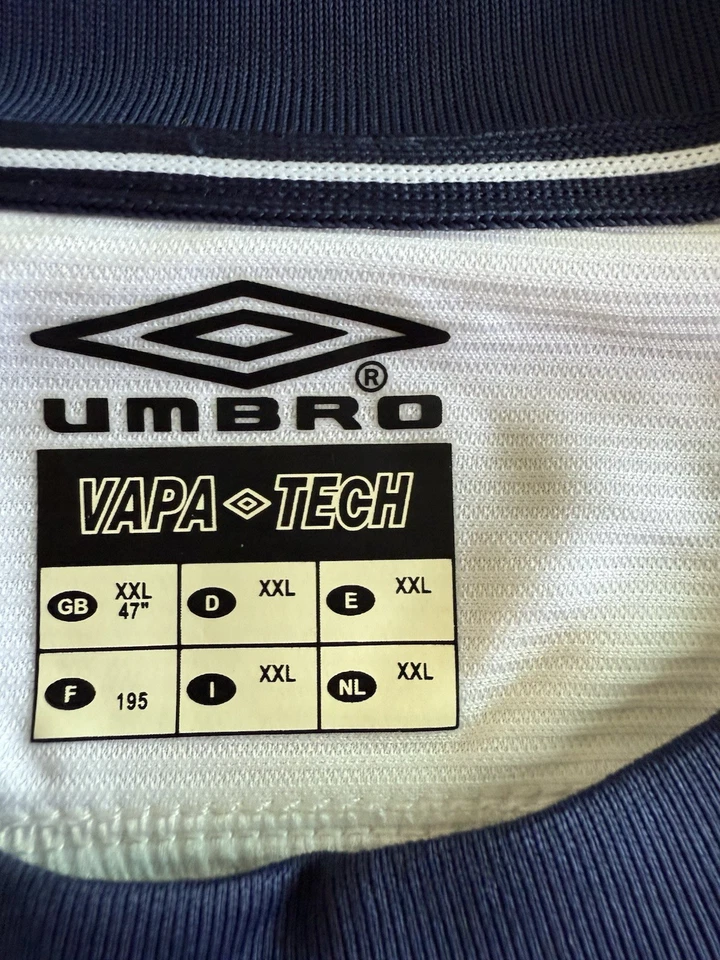 ®
UMBRO
VAPA TECH
GB XXL 47"
D XXL
E XXL
F 195
I XXL
NL XXL